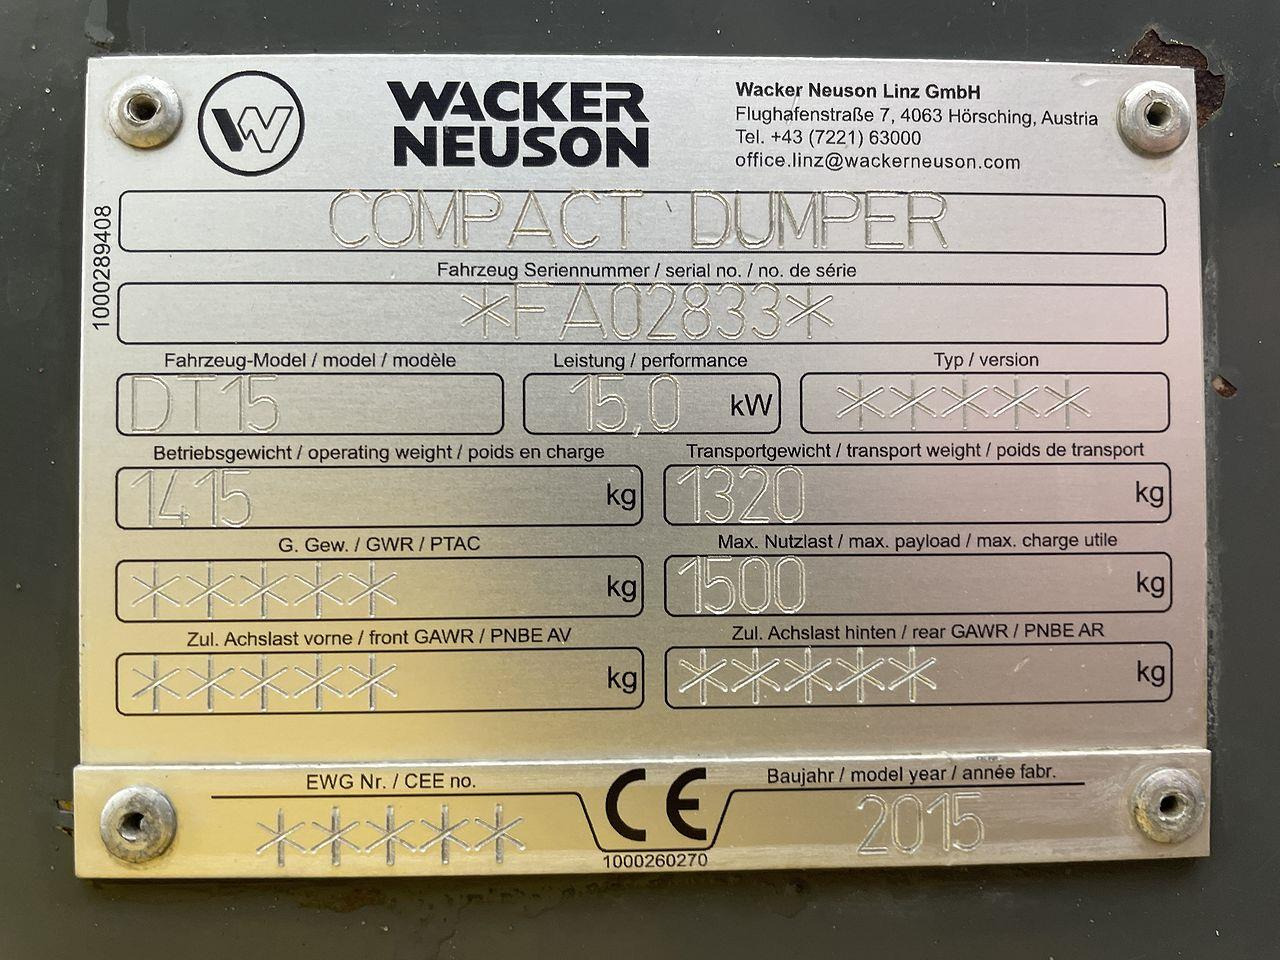 WACKER
NEUSON
Wacker Neuson Linz GmbH
Flughafenstraße 7, 4063 Hörsching, Austria
Tel. +43 (7221) 63000
office.linz@wackerneuson.com
1000289408
COMPACT DUMPER
Fahrzeug Seriennummer / serial no. / no. de série
*FA02833*
Fahrzeug-Model / model / modèle Leistung / performance Typ / version
DT15 15,0 kW *****
Betriebsgewicht / operating weight / poids en charge Transportgewicht / transport weight / poids de transport
1415 kg 1320 kg
G. Gew. / GWR / PTAC Max. Nutzlast / max. payload / max. charge utile
***** kg 1500 kg
Zul. Achslast vorne / front GAWR / PNBE AV Zul. Achslast hinten / rear GAWR / PNBE AR
***** kg ***** kg
EWG Nr. / CEE no. CE Baujahr / model year / année fabr.
***** 2015
1000260270